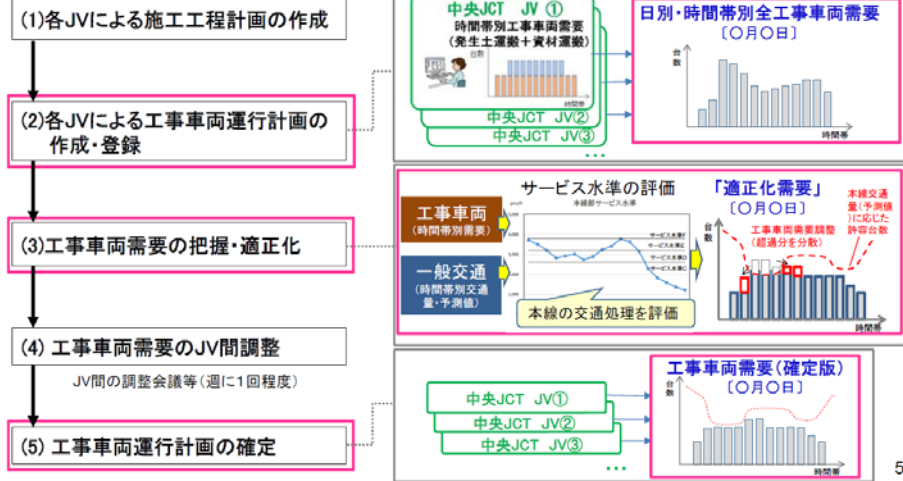 (1)各JVによる施工工程計画の作成
(2)各JVによる工事車両運行計画の
作成・登録
(3)工事車両需要の把握・適正化
(4) 工事車両需要のJV間調整
JV間の調整会議等(週に1回程度)
(5) 工事車両運行計画の確定
中央JCT JV ①
時間帯別工事車両需要
(発生土運搬+資材運搬)
台数
時間帯
中央JCT JV②
中央JCT JV③
…
日別・時間帯別全工事車両需要
〔〇月〇日〕
台
数
時間帯
工事車両
(時間帯別需要)
一般交通
(時間帯別交通
量・予測値)
サービス水準の評価
本線部サービス水準
本線の交通処理を評価
「適正化需要」
〔〇月〇日〕
台
数
工事車両需要調整
(超過分を分散)
本線交通
量(予測値
)に応じた
許容台数
時間帯
中央JCT JV①
中央JCT JV②
中央JCT JV③
…
工事車両需要(確定版)
〔〇月〇日〕
台
数
時間帯
5